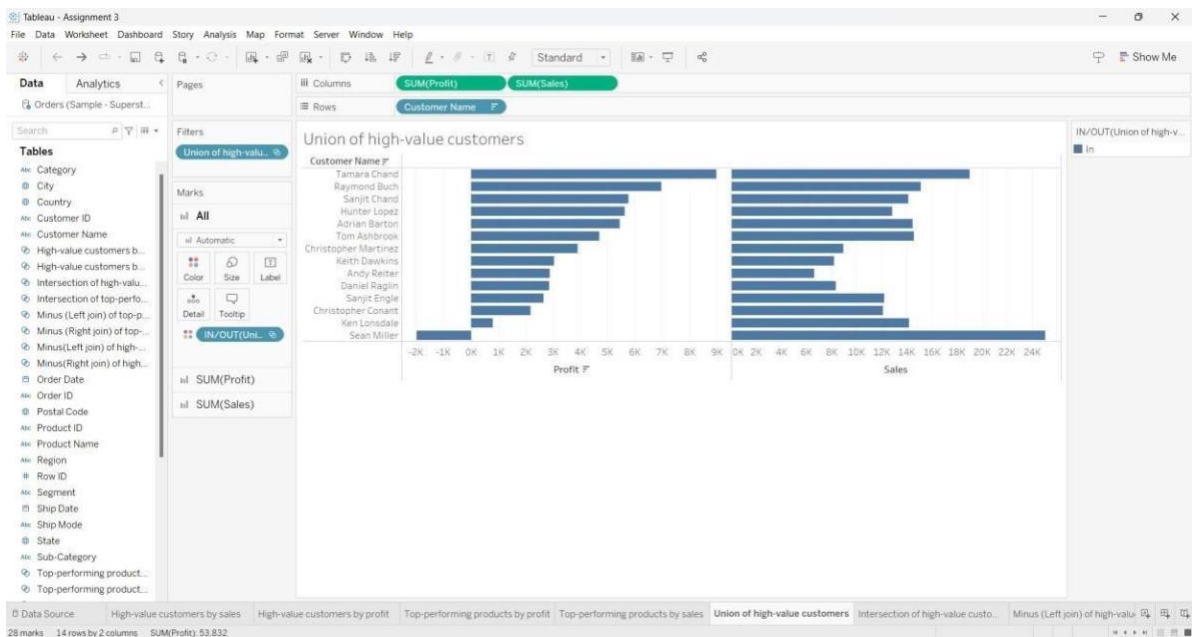 Tableau - Assignment 3
File Data Worksheet Dashboard Story Analysis Map Format Server Window Help
Standard
Show Me
Data Analytics
Pages
Columns SUM(Profit) SUM(Sales)
Orders (Sample - Superst...
Rows Customer Name
Search
Filters
Union of high-valu..
Tables
Category
City
Country
Customer ID
Customer Name
High-value customers b...
High-value customers b...
Intersection of high-valu...
Intersection of top-perfo...
Minus (Left join) of top-p...
Minus (Right join) of top-...
Minus(Left join) of high-...
Minus(Right join) of high...
Order Date
Order ID
Postal Code
Product ID
Product Name
Region
Row ID
Segment
Ship Date
Ship Mode
State
Sub-Category
Top-performing product...
Top-performing product...
Marks
All
Automatic
Color Size Label
Detail Tooltip
IN/OUT(Uni..
SUM(Profit)
SUM(Sales)
Union of high-value customers
Customer Name
Tamara Chand
Raymond Buch
Sanjit Chand
Hunter Lopez
Adrian Barton
Tom Ashbrook
Christopher Martinez
Keith Dawkins
Andy Reiter
Daniel Raglin
Sanjit Engle
Christopher Conant
Ken Lonsdale
Sean Miller
-2K -1K 0K 1K 2K 3K 4K 5K 6K 7K 8K 9K 0K 2K 4K 6K 8K 10K 12K 14K 16K 18K 20K 22K 24K
Profit Sales
IN/OUT(Union of high-v...
In
Data Source High-value customers by sales High-value customers by profit Top-performing products by profit Top-performing products by sales Union of high-value customers Intersection of high-value custo... Minus (Left join) of high-valu
28 marks 14 rows by 2 columns SUM(Profit): 53,832